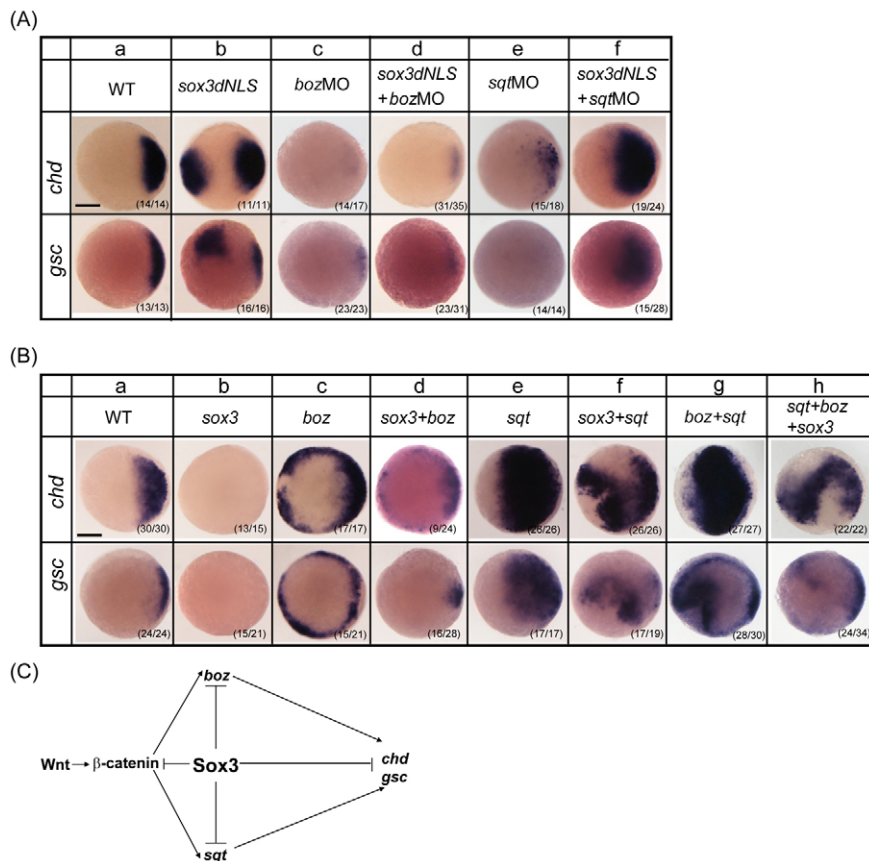 (A)
a b c d e f
WT sox3dNLS bozMO sox3dNLS +bozMO sqtMO sox3dNLS +sqtMO
chd (14/14) (11/11) (14/17) (31/35) (15/18) (19/24)
gsc (13/13) (16/16) (23/23) (23/31) (14/14) (15/28)
(B)
a b c d e f g h
WT sox3 boz sox3+boz sqt sox3+sqt boz+sqt sqt+boz +sox3
chd (30/30) (13/15) (17/17) (9/24) (26/26) (26/26) (27/27) (22/22)
gsc (24/24) (15/21) (15/21) (16/28) (17/17) (17/19) (28/30) (24/34)
(C)
boz
Wnt β-catenin Sox3 chd
gsc
sqt